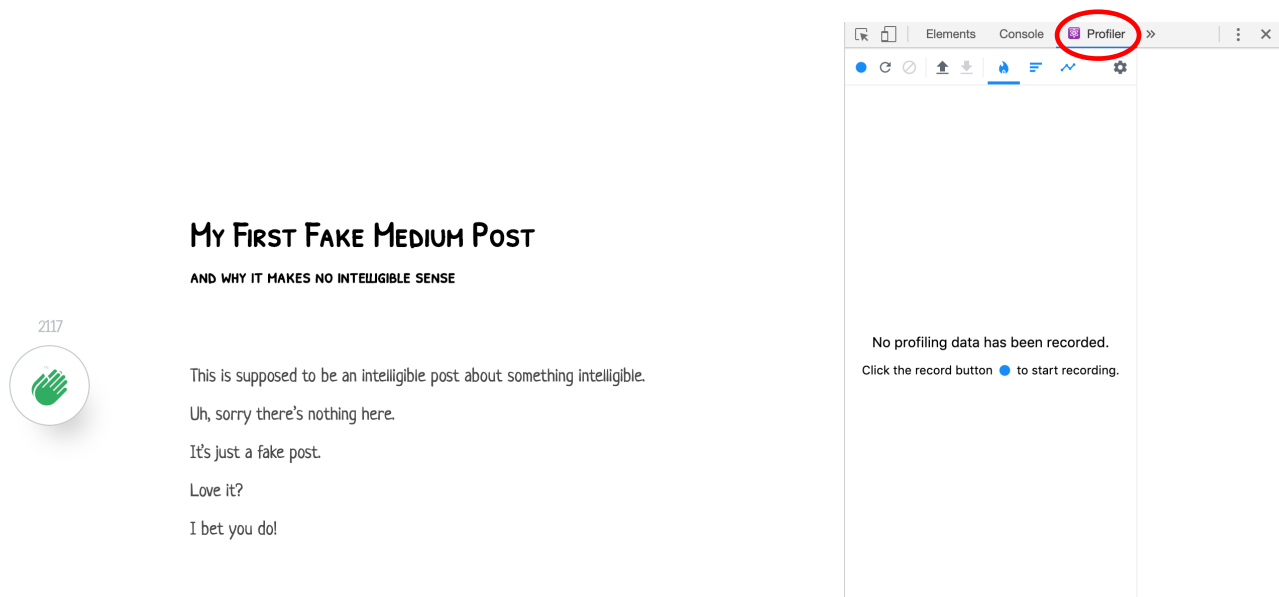 Elements Console Profiler »
My First Fake Medium Post
and why it makes no intelligible sense
2117
This is supposed to be an intelligible post about something intelligible.
Uh, sorry there's nothing here.
It's just a fake post.
Love it?
I bet you do!
No profiling data has been recorded.
Click the record button to start recording.